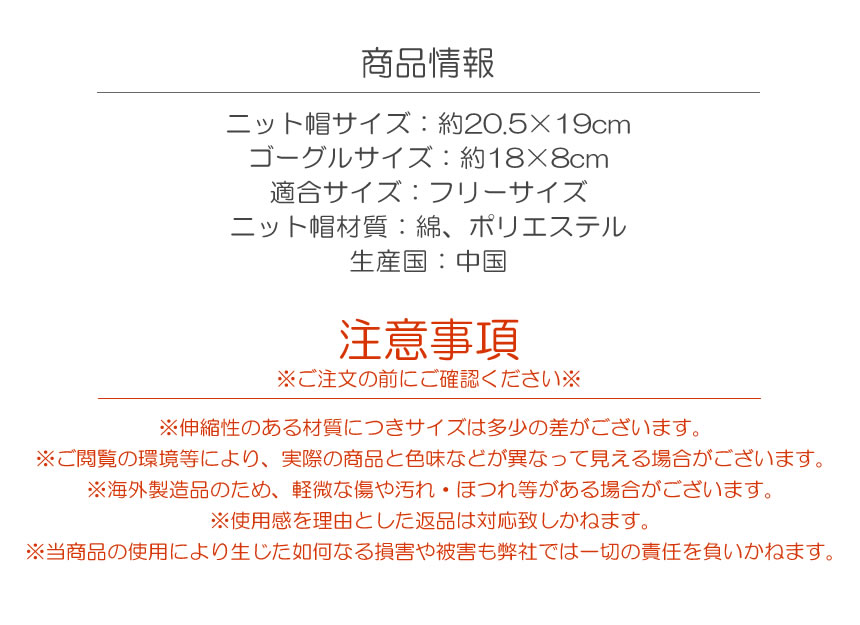 商品情報
ニット帽サイズ：約20.5×19cm
ゴーグルサイズ：約18×8cm
適合サイズ：フリーサイズ
ニット帽材質：綿、ポリエステル
生産国：中国
注意事項
※ご注文の前にご確認ください※
※伸縮性のある材質につきサイズは多少の差がございます。
※ご閲覧の環境等により、実際の商品と色味などが異なって見える場合がございます。
※海外製造品のため、軽微な傷や汚れ・ほつれ等がある場合がございます。
※使用感を理由とした返品は対応致しかねます。
※当商品の使用により生じた如何なる損害や被害も弊社では一切の責任を負いかねます。